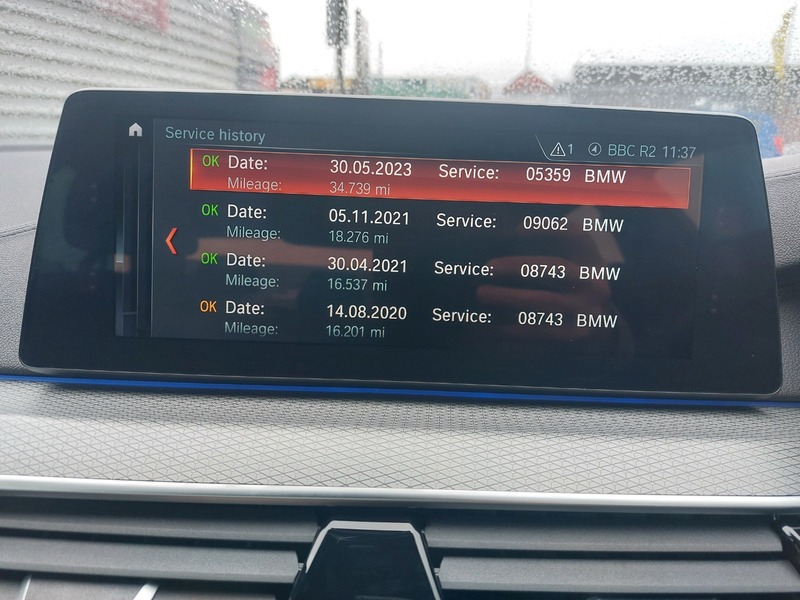 Service history
1 BBC R2 11:37
OK Date: 30.05.2023 Service: 05359 BMW
Mileage: 34.739 mi
OK Date: 05.11.2021 Service: 09062 BMW
Mileage: 18.276 mi
OK Date: 30.04.2021 Service: 08743 BMW
Mileage: 16.537 mi
OK Date: 14.08.2020 Service: 08743 BMW
Mileage: 16.201 mi